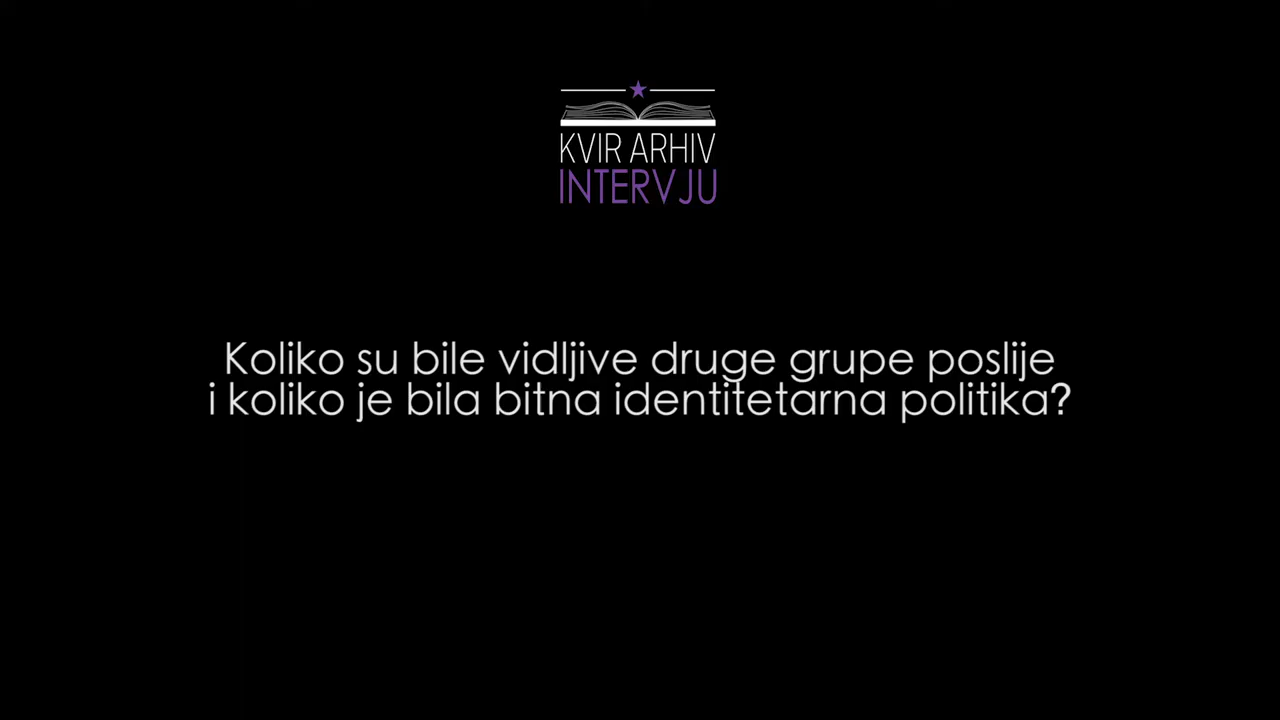 KVIR ARHIV
INTERVJU
Koliko su bile vidljive druge grupe poslije
i koliko je bila bitna identitetarna politika?